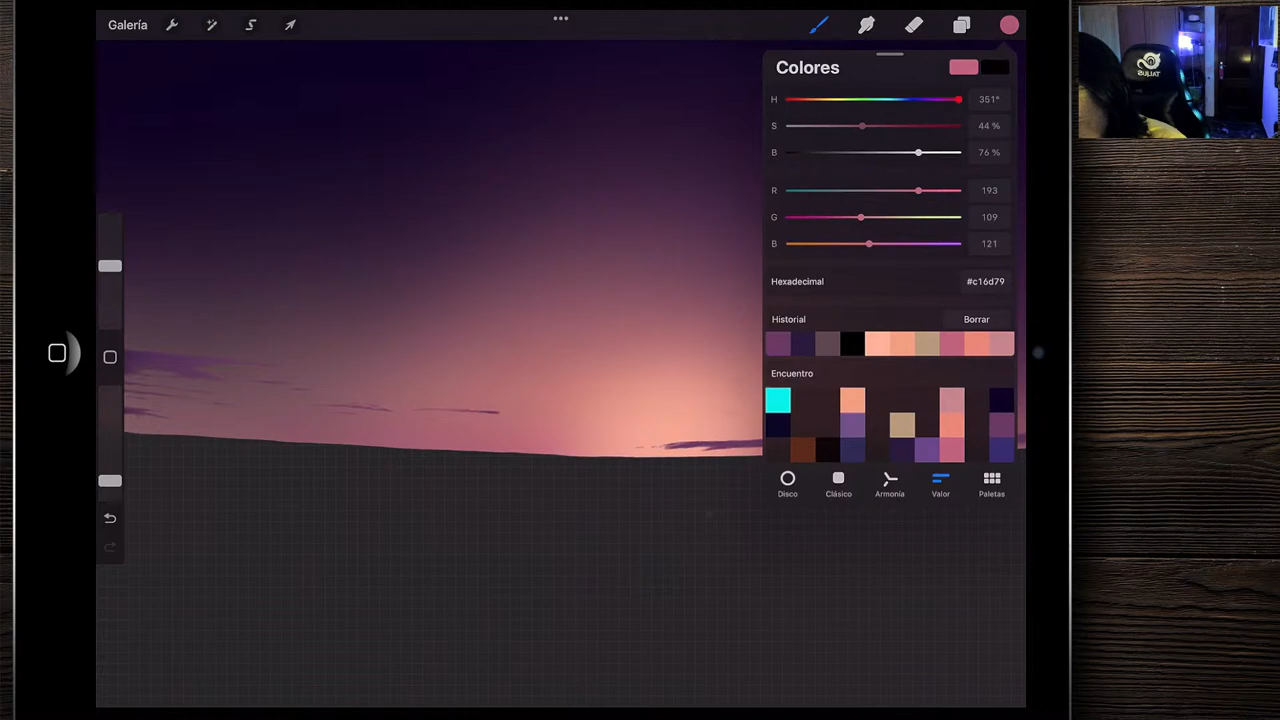 Galería
Colores
H 351°
S 44 %
B 76 %
R 193
G 109
B 121
Hexadecimal #c16d79
Historial Borrar
Encuentro
Disco Clásico Armonía Valor Paletas